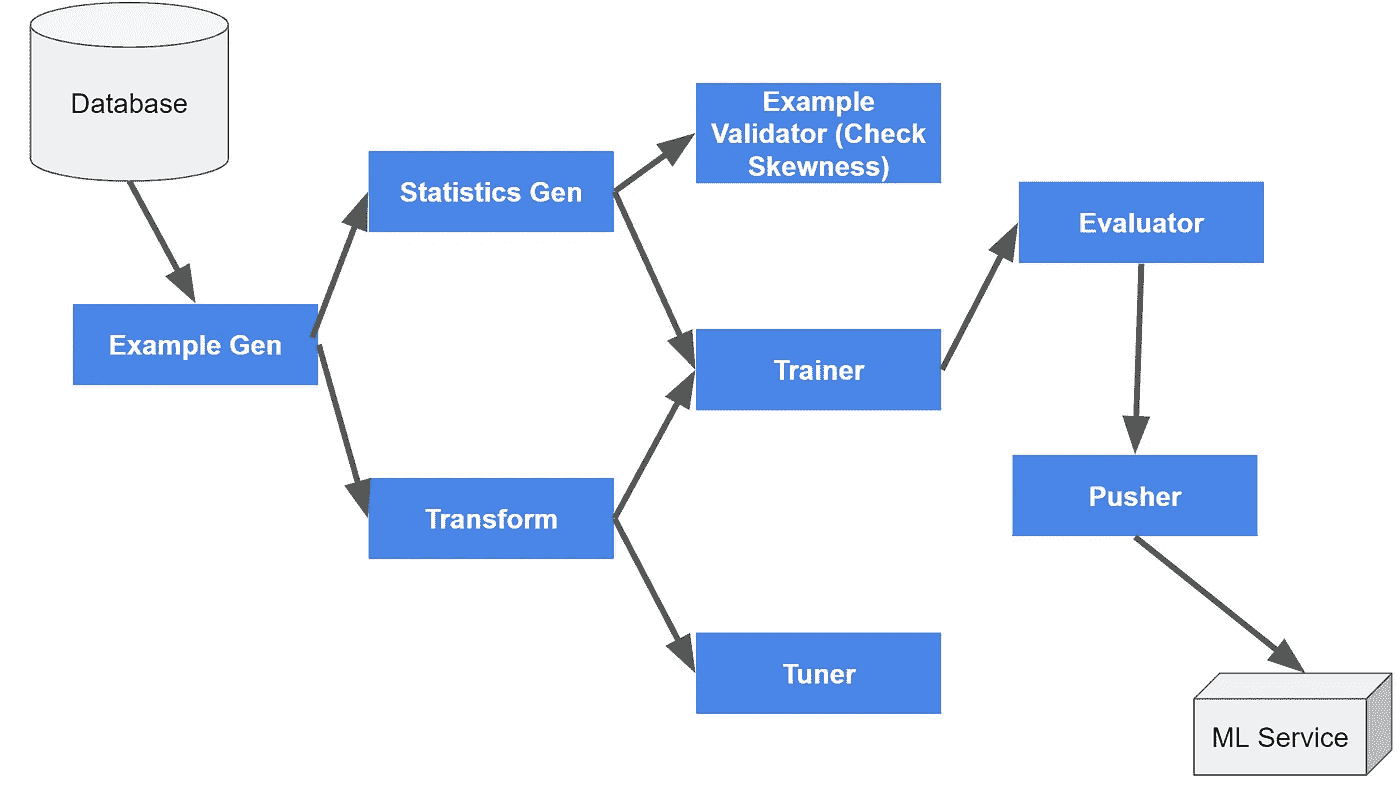 Database
Example
Validator (Check
Skewness)
Statistics Gen
Evaluator
Example Gen
Trainer
Transform
Pusher
Tuner
ML Service